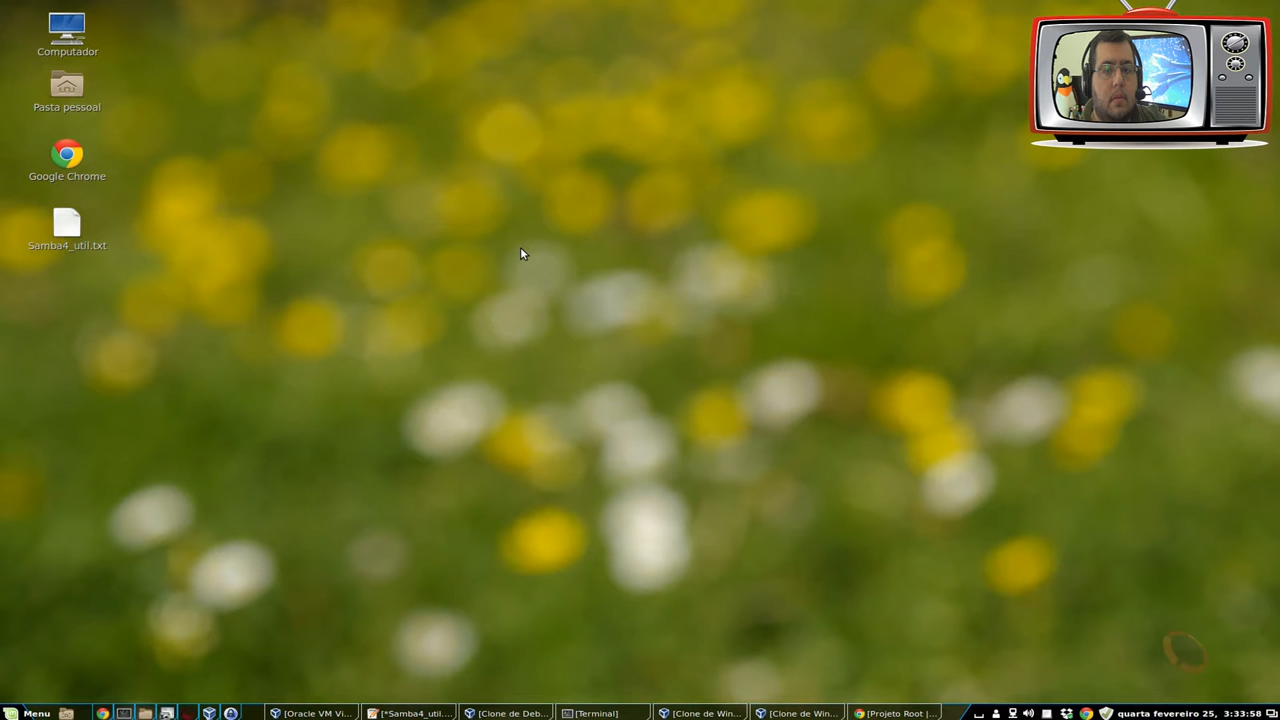 Computador
Pasta pessoal
Google Chrome
Samba4_util.txt
Menu
[Oracle VM Vi...
[*Samba4_util....
[Clone de Deb...
[Terminal]
[Clone de Win...
[Clone de Win...
[Projeto Root |...
quarta fevereiro 25, 3:33:58